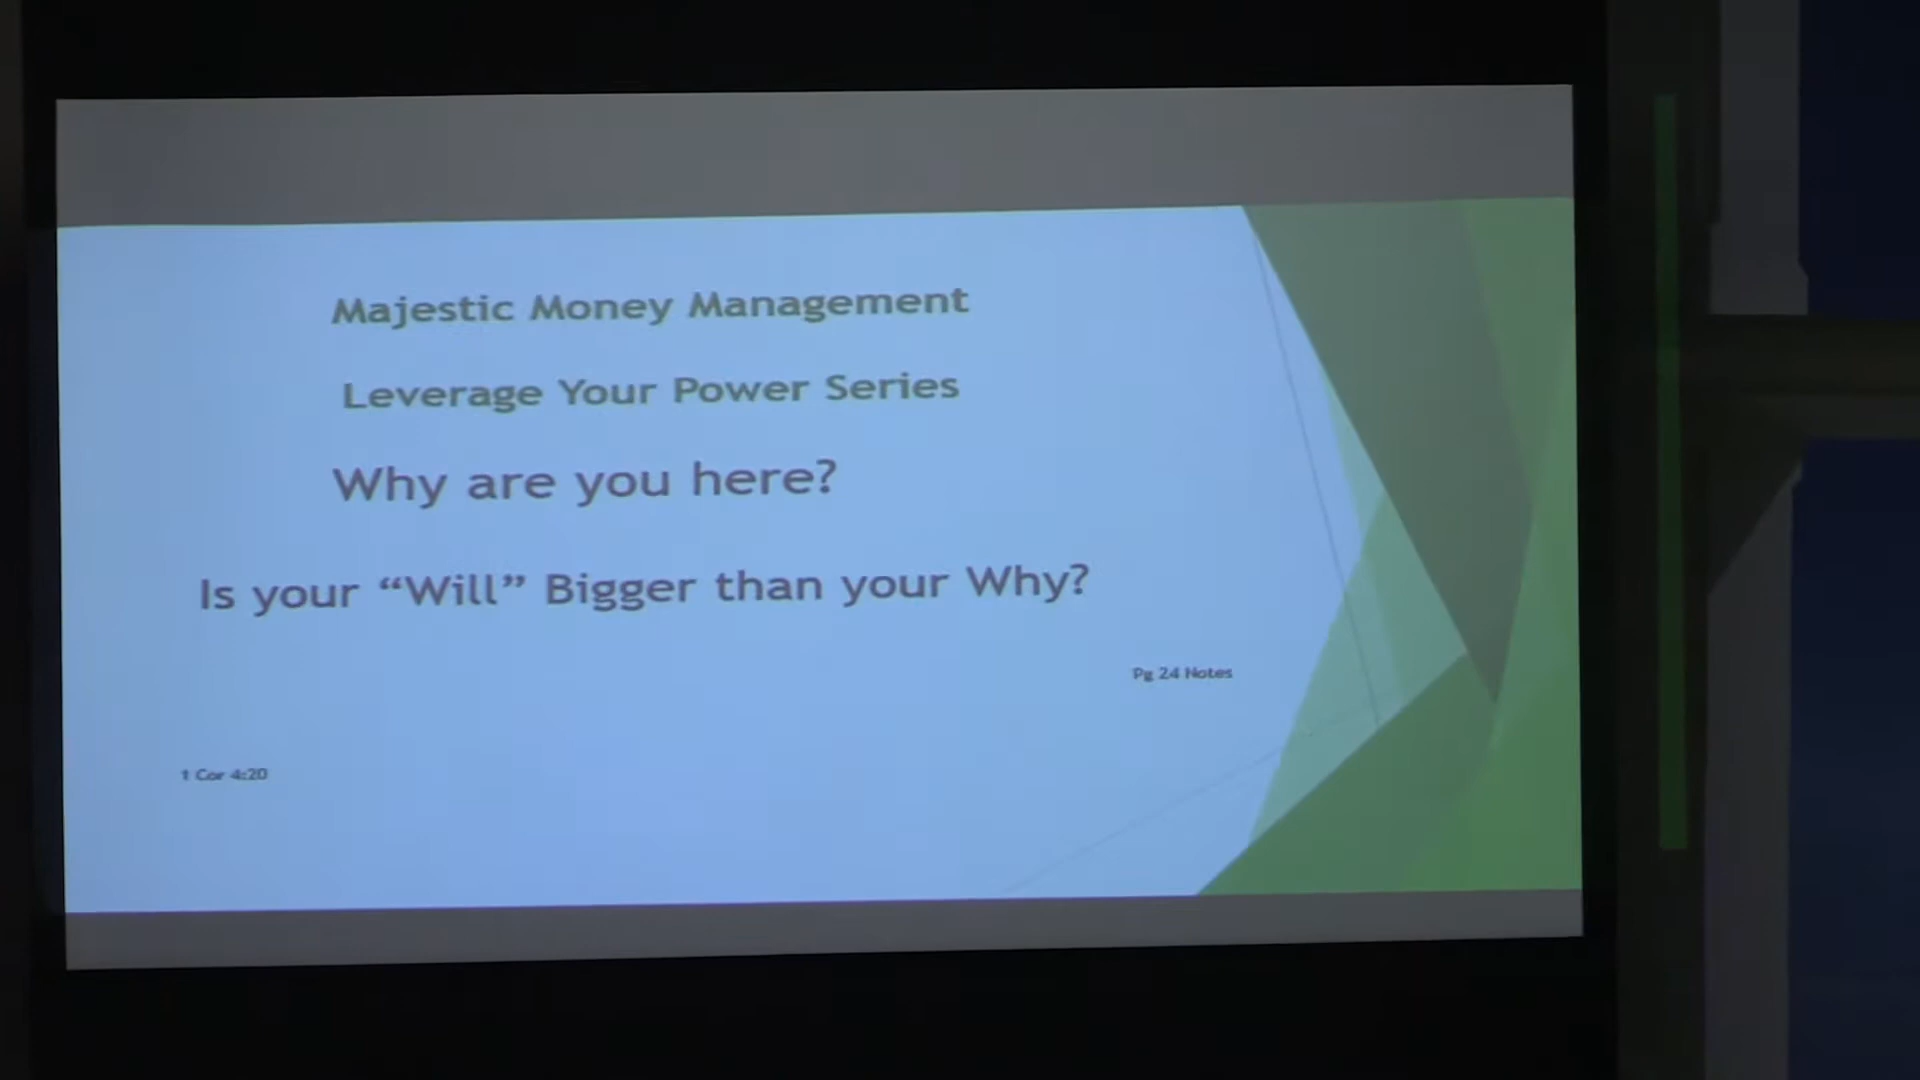 Majestic Money Management
Leverage Your Power Series
Why are you here?
Is your “Will” Bigger than your Why?
Pg 24 Notes
1 Cor 4:20